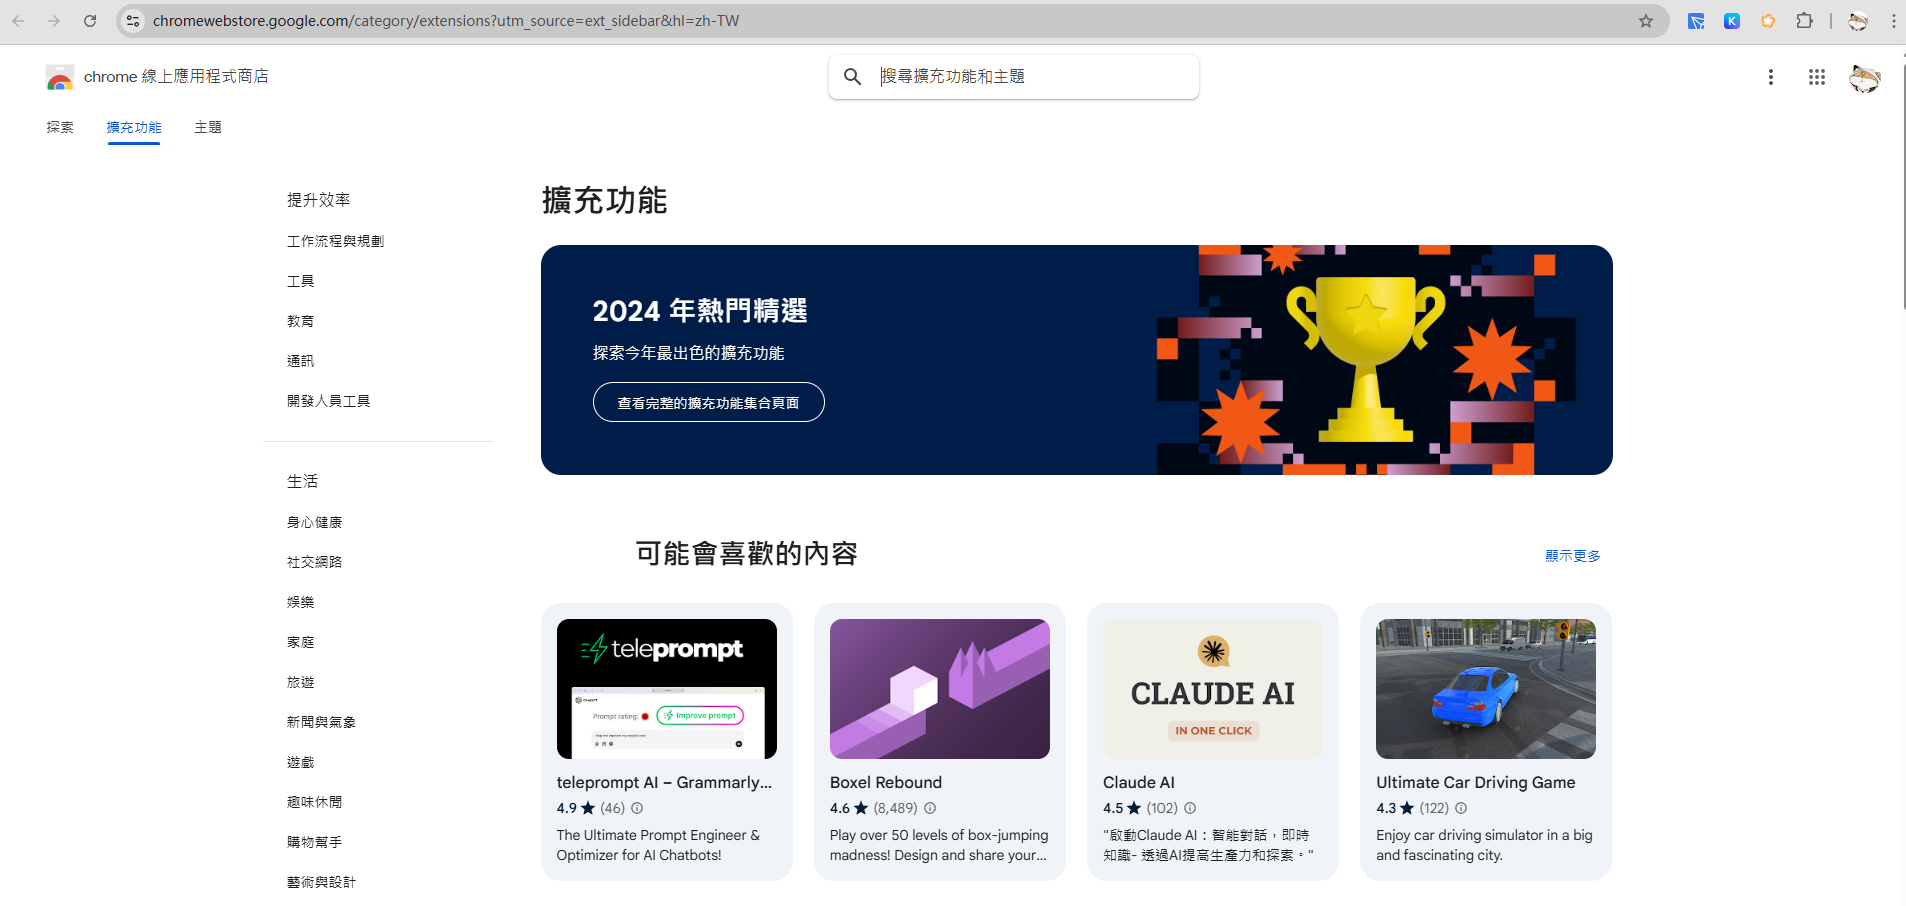 chromewebstore.google.com/category/extensions?utm_source=ext_sidebar&hl=zh-TW
K
chrome 線上應用程式商店
搜尋擴充功能和主題
探索
擴充功能
主題
提升效率
工作流程與規劃
工具
教育
通訊
開發人員工具
生活
身心健康
社交網路
娛樂
家庭
旅遊
新聞與氣象
遊戲
趣味休閒
購物幫手
藝術與設計
擴充功能
2024 年熱門精選
探索今年最出色的擴充功能
查看完整的擴充功能集合頁面
可能會喜歡的內容
顯示更多
teleprompt
Prompt rating:
Improve prompt
teleprompt AI – Grammarly...
4.9 ★ (46)
The Ultimate Prompt Engineer &
Optimizer for AI Chatbots!
Boxel Rebound
4.6 ★ (8,489)
Play over 50 levels of box-jumping
madness! Design and share your...
CLAUDE AI
IN ONE CLICK
Claude AI
4.5 ★ (102)
"啟動Claude AI：智能對話，即時
知識- 透過AI提高生產力和探索。"
Ultimate Car Driving Game
4.3 ★ (122)
Enjoy car driving simulator in a big
and fascinating city.